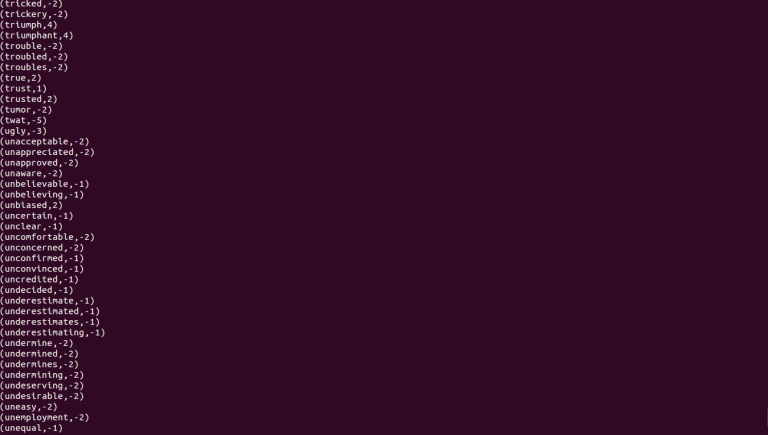 (tricked,-2)
(trickery,-2)
(triumph,4)
(triumphant,4)
(trouble,-2)
(troubled,-2)
(troubles,-2)
(true,2)
(trust,1)
(trusted,2)
(tumor,-2)
(twat,-5)
(ugly,-3)
(unacceptable,-2)
(unappreciated,-2)
(unapproved,-2)
(unaware,-2)
(unbelievable,-1)
(unbelieving,-1)
(unbiased,2)
(uncertain,-1)
(unclear,-1)
(uncomfortable,-2)
(unconcerned,-2)
(unconfirmed,-1)
(unconvinced,-1)
(uncredited,-1)
(undecided,-1)
(underestimate,-1)
(underestimated,-1)
(underestimates,-1)
(underestimating,-1)
(undermine,-2)
(undermined,-2)
(undermines,-2)
(undermining,-2)
(undeserving,-2)
(undesirable,-2)
(uneasy,-2)
(unemployment,-2)
(unequal,-1)